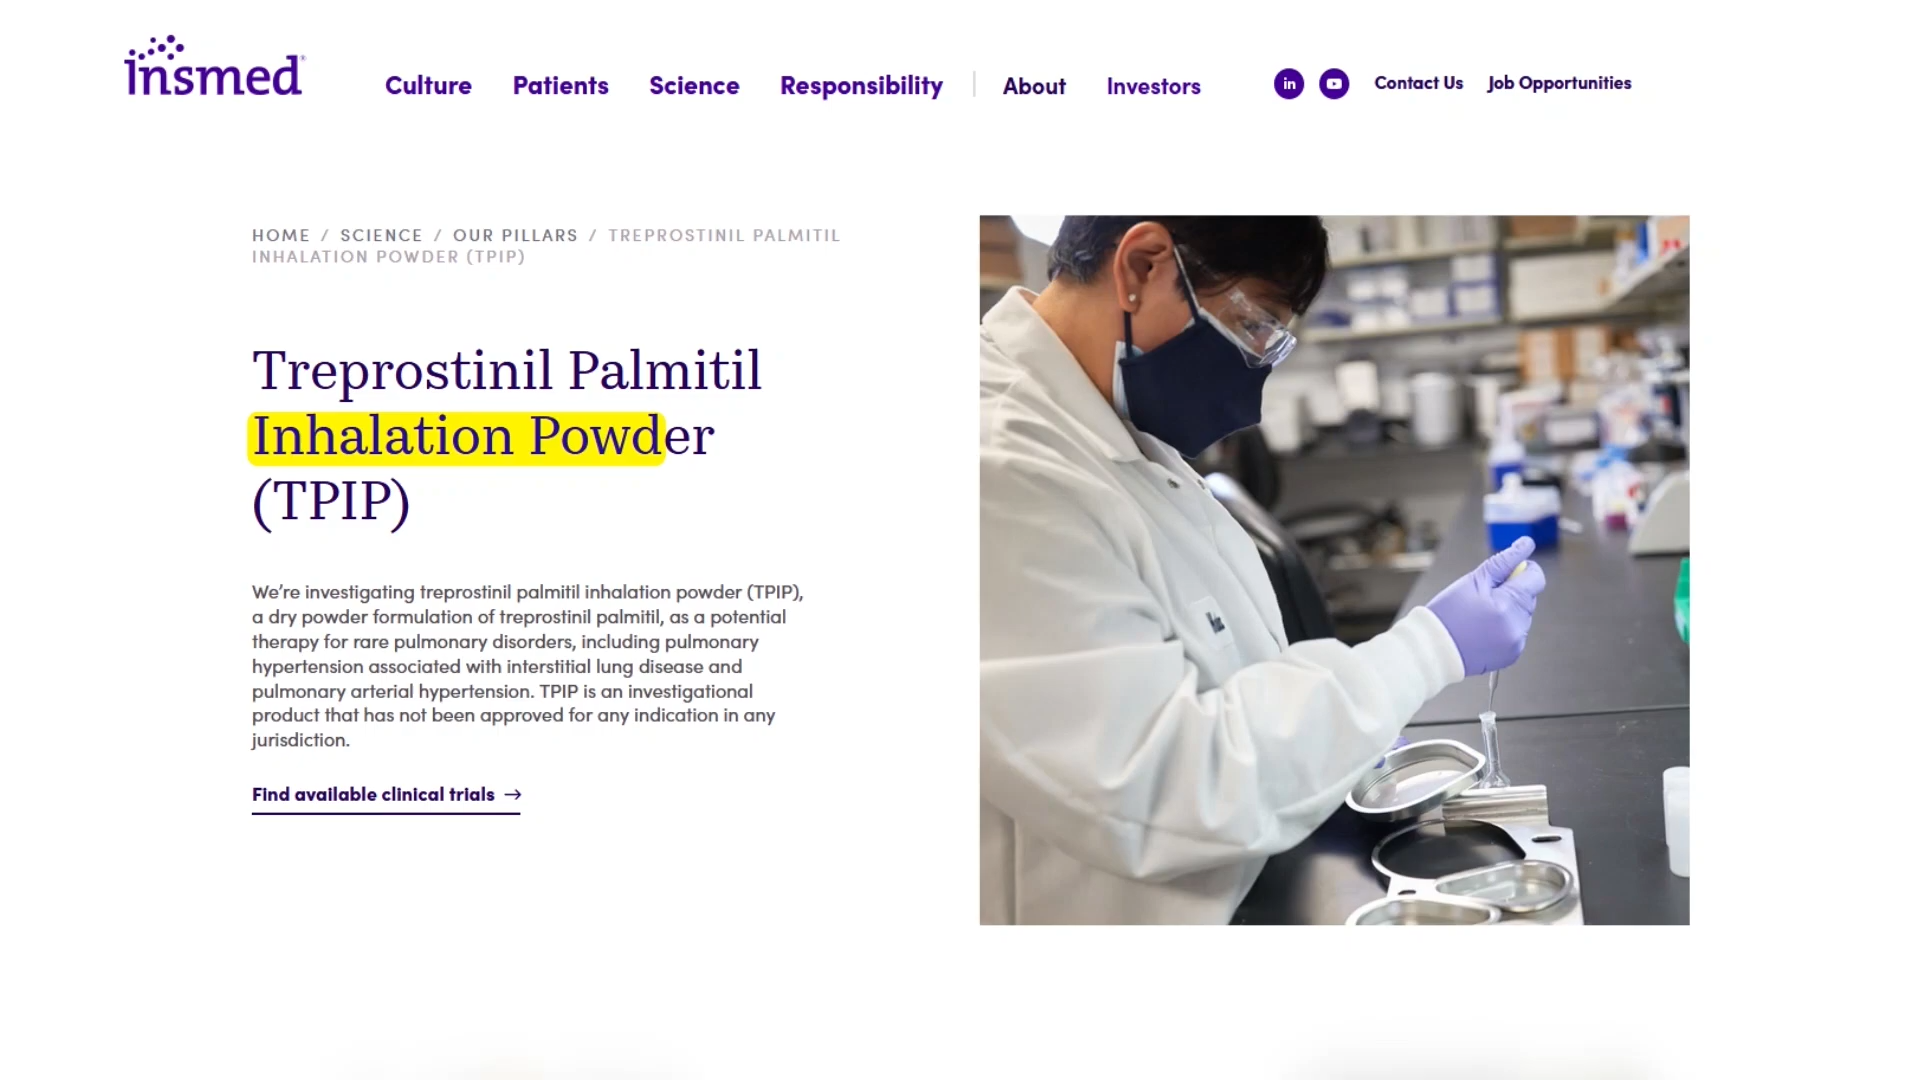 insmed
Culture Patients Science Responsibility About Investors in Contact Us Job Opportunities
HOME / SCIENCE / OUR PILLARS / TREPROSTINIL PALMITIL
INHALATION POWDER (TPIP)
Treprostinil Palmitil
Inhalation Powder
(TPIP)
We’re investigating treprostinil palmitil inhalation powder (TPIP),
a dry powder formulation of treprostinil palmitil, as a potential
therapy for rare pulmonary disorders, including pulmonary
hypertension associated with interstitial lung disease and
pulmonary arterial hypertension. TPIP is an investigational
product that has not been approved for any indication in any
jurisdiction.
Find available clinical trials →